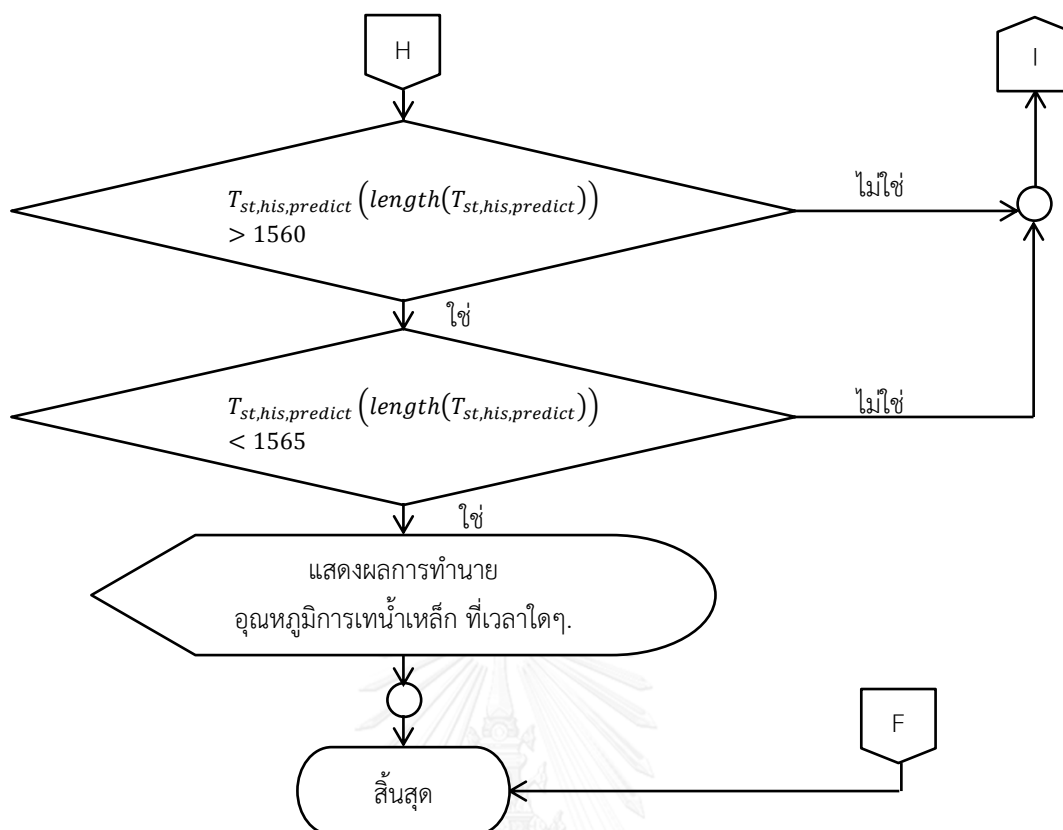 H
I
T_{st,his,predict} (length(T_{st,his,predict}))
> 1560
ไม่ใช่
ใช่
T_{st,his,predict} (length(T_{st,his,predict}))
< 1565
ไม่ใช่
ใช่
แสดงผลการทำนาย
อุณหภูมิการเทน้ำเหล็ก ที่เวลาใดๆ.
F
สิ้นสุด